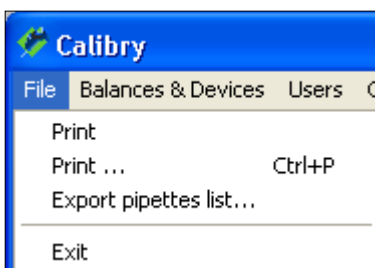 Calibry
File Balances & Devices Users
Print
Print ... Ctrl+P
Export pipettes list...
Exit